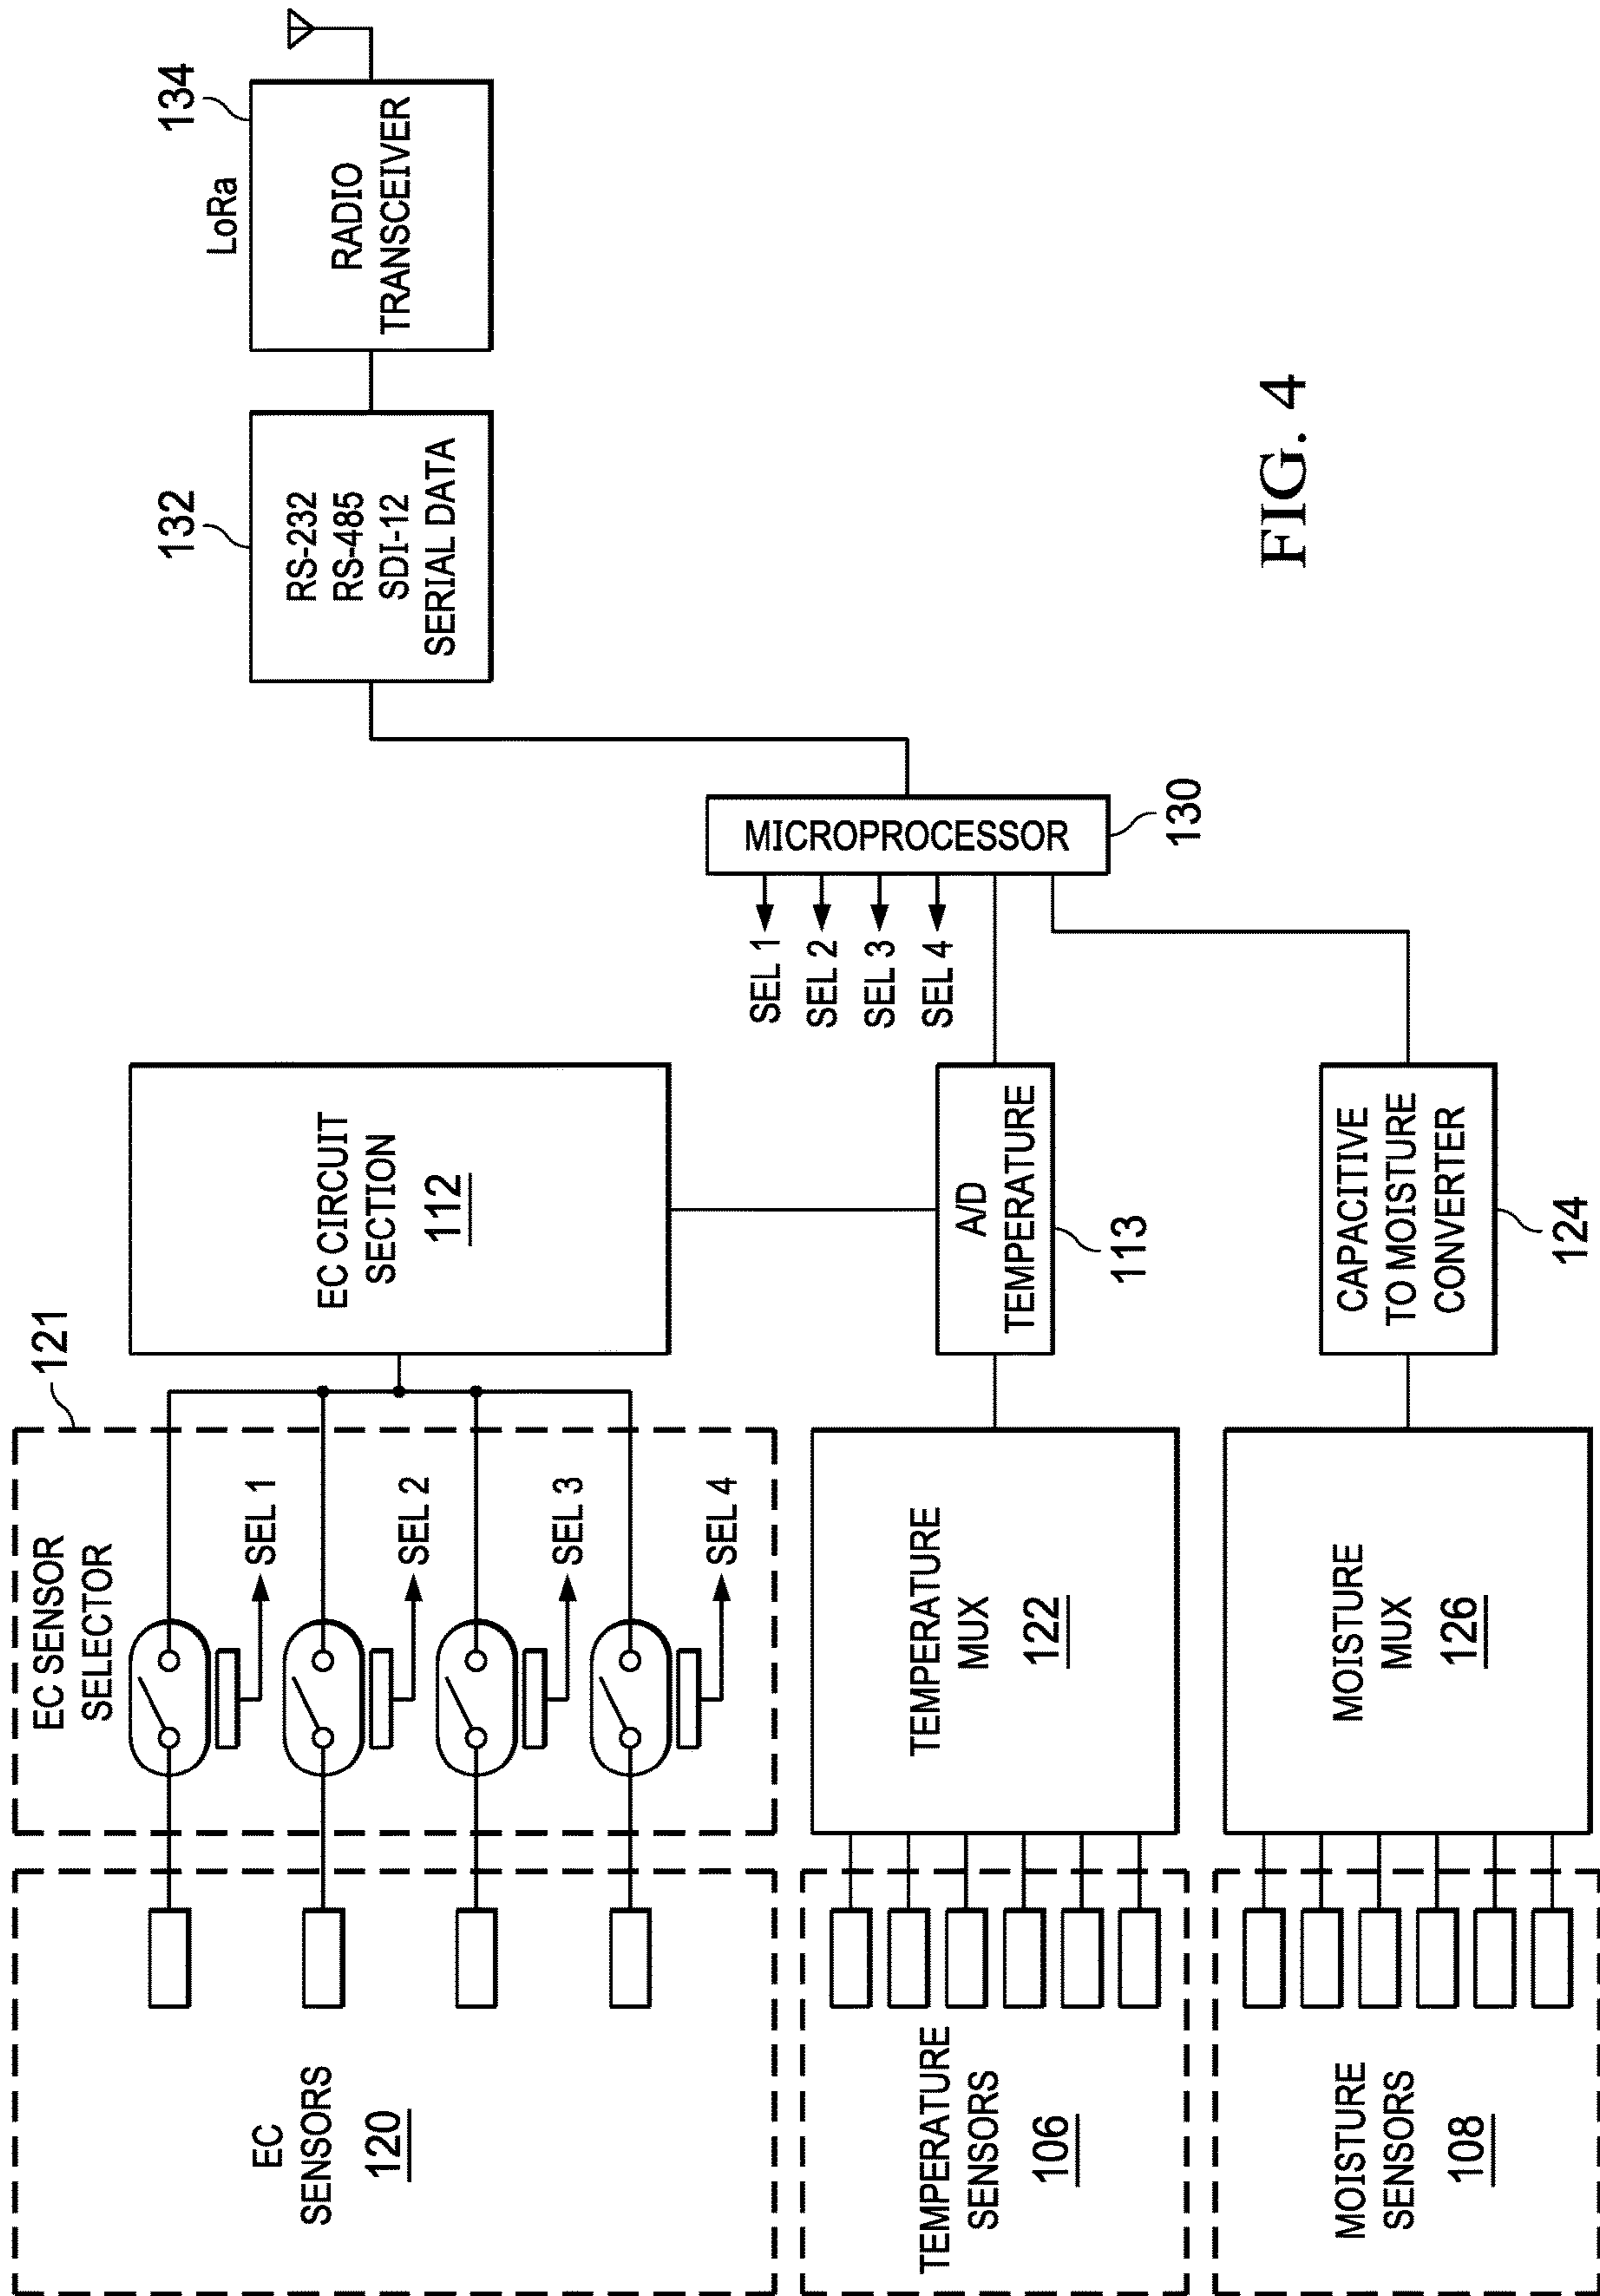 EC
SENSORS
120
EC SENSOR
SELECTOR
121
SEL 1
SEL 2
SEL 3
SEL 4
EC CIRCUIT
SECTION
112
TEMPERATURE
SENSORS
106
TEMPERATURE
MUX
122
A/D
TEMPERATURE
113
MOISTURE
SENSORS
108
MOISTURE
MUX
126
CAPACITIVE
TO MOISTURE
CONVERTER
124
SEL 1
SEL 2
SEL 3
SEL 4
MICROPROCESSOR
130
132
RS-232
RS-485
SDI-12
SERIAL DATA
134
LoRa
RADIO
TRANSCEIVER
FIG. 4